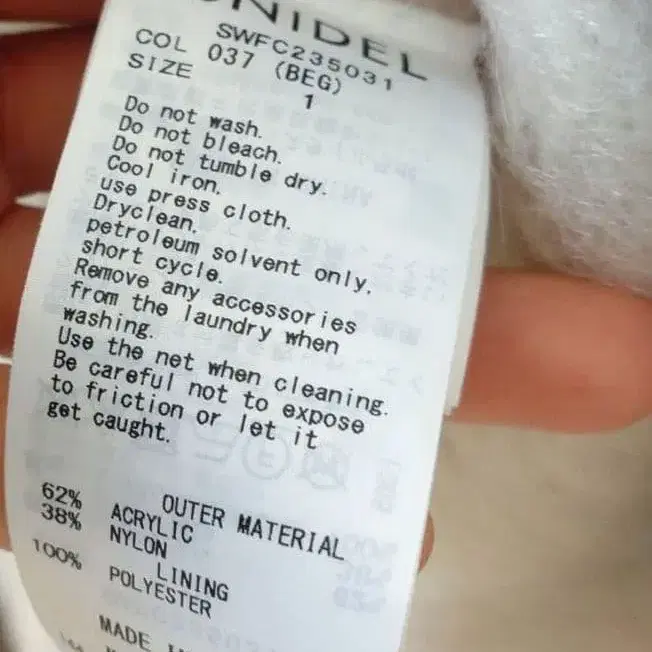 NIDEL
SWFC235031
COL 037 (BEG)
SIZE 1
Do not wash.
Do not bleach.
Do not tumble dry.
Cool iron.
use press cloth.
Dryclean,
petroleum solvent only,
short cycle.
Remove any accessories
from the laundry when
washing.
Use the net when cleaning.
Be careful not to expose
to friction or let it
get caught.
OUTER MATERIAL
62% ACRYLIC
38% NYLON
LINING
100% POLYESTER
MADE